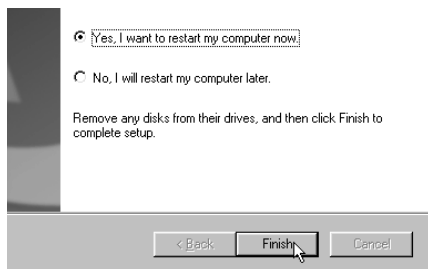 Yes, I want to restart my computer now.
No, I will restart my computer later.
Remove any disks from their drives, and then click Finish to
complete setup.
< Back Finish Cancel